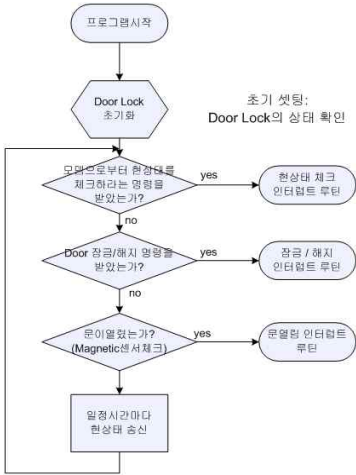 프로그램시작
Door Lock
초기화
초기 셋팅:
Door Lock의 상태 확인
모뎀으로부터 현상태를
체크하라는 명령을
받았는가?
yes
현상태 체크
인터럽트 루틴
no
Door 잠금/해지 명령을
받았는가?
yes
잠금 / 해지
인터럽트 루틴
no
문이열렸는가?
(Magnetic센서체크)
yes
문열림 인터럽트
루틴
일정시간마다
현상태 송신